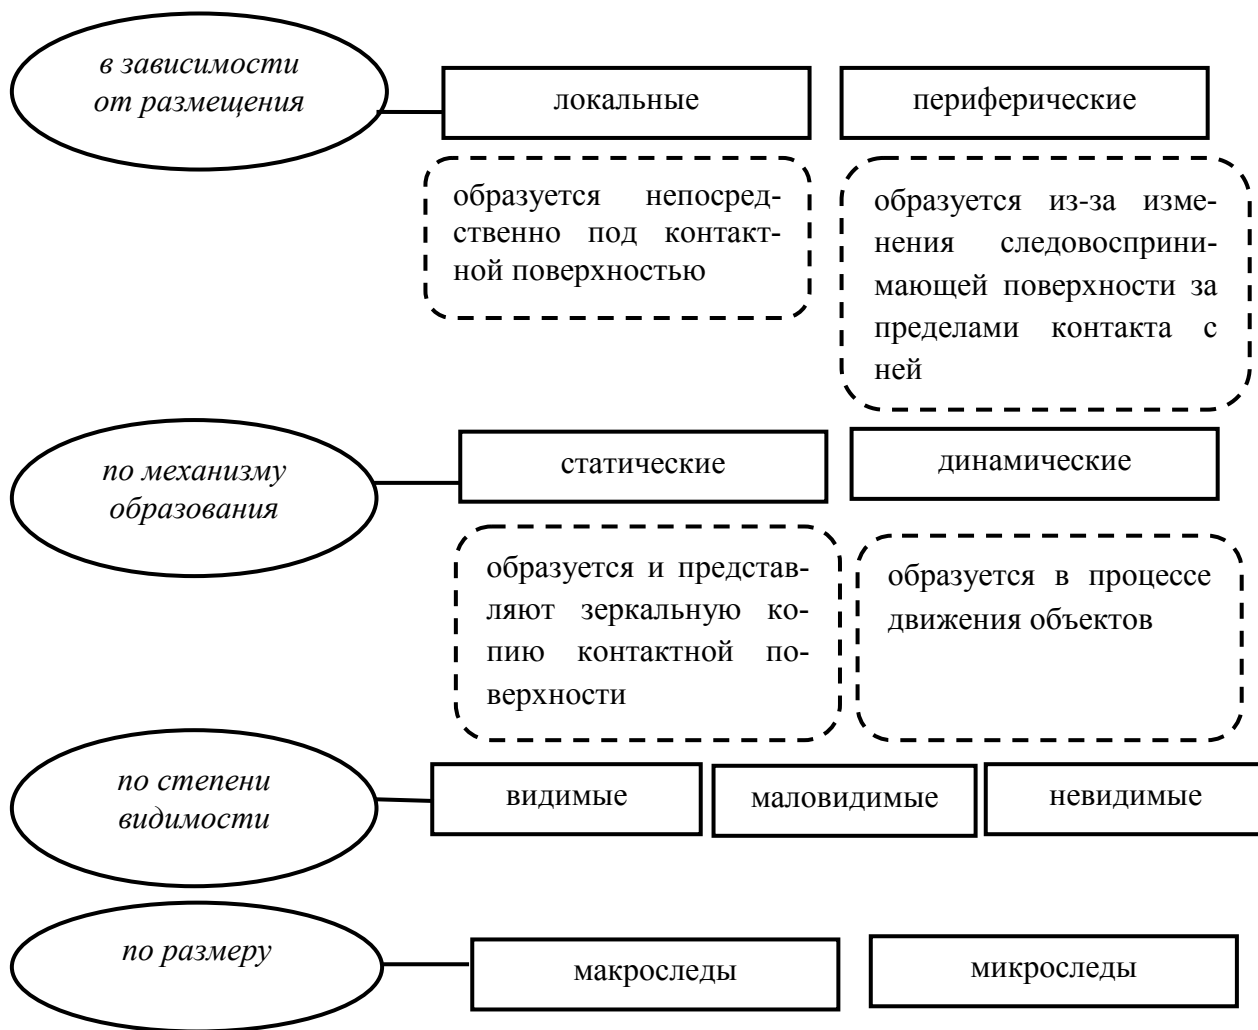 в зависимости
от размещения
локальные
периферические
образуется непосред-
ственно под контакт-
ной поверхностью
образуется из-за изме-
нения следовосприни-
мающей поверхности за
пределами контакта с
ней
по механизму
образования
статические
динамические
образуется и представ-
ляют зеркальную ко-
пию контактной по-
верхности
образуется в процессе
движения объектов
по степени
видимости
видимые
маловидимые
невидимые
по размеру
макроследы
микроследы